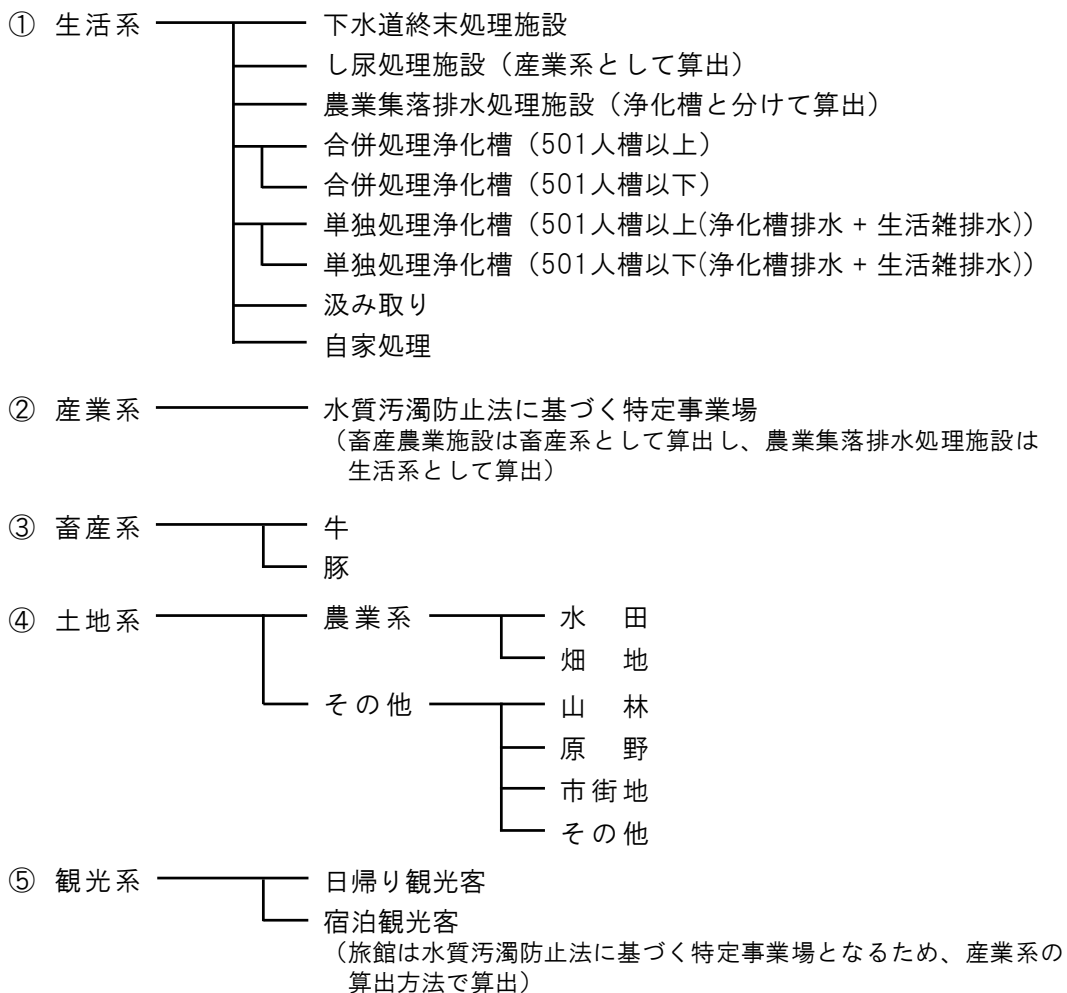 ① 生活系 下水道終末処理施設
し尿処理施設（産業系として算出）
農業集落排水処理施設（浄化槽と分けて算出）
合併処理浄化槽（501人槽以上）
合併処理浄化槽（501人槽以下）
単独処理浄化槽（501人槽以上(浄化槽排水 + 生活雑排水)）
単独処理浄化槽（501人槽以下(浄化槽排水 + 生活雑排水)）
汲み取り
自家処理
② 産業系 水質汚濁防止法に基づく特定事業場
（畜産農業施設は畜産系として算出し、農業集落排水処理施設は
生活系として算出）
③ 畜産系 牛
豚
④ 土地系 農業系 水 田
畑 地
その他 山 林
原 野
市街地
その他
⑤ 観光系 日帰り観光客
宿泊観光客
（旅館は水質汚濁防止法に基づく特定事業場となるため、産業系の
算出方法で算出）